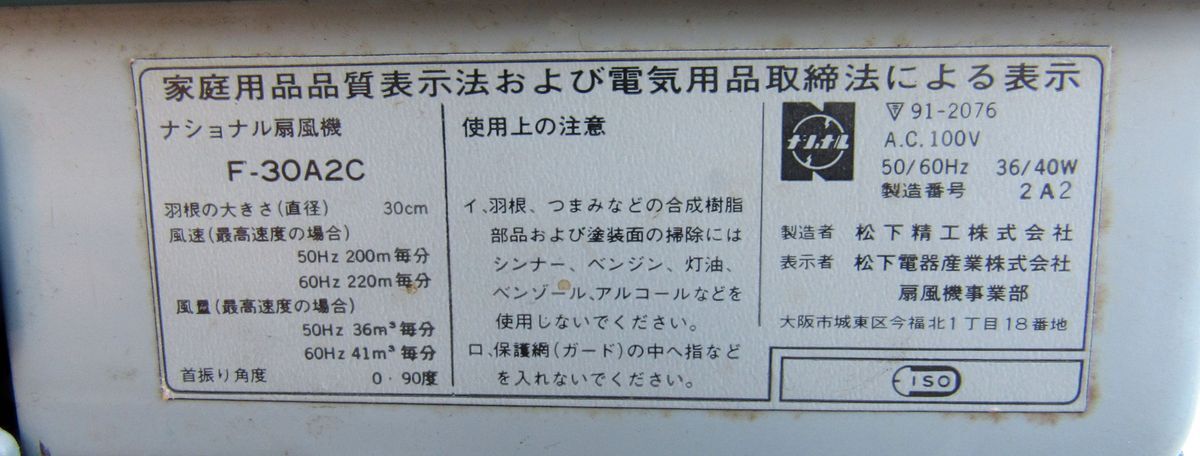 家庭用品品質表示法および電気用品取締法による表示
ナショナル扇風機
F-30A2C
羽根の大きさ(直径) 30cm
風速(最高速度の場合)
50Hz 200m毎分
60Hz 220m毎分
風量(最高速度の場合)
50Hz 36m³毎分
60Hz 41m³毎分
首振り角度 0・90度
使用上の注意
イ、羽根、つまみなどの合成樹脂
部品および塗装面の掃除には
シンナー、ベンジン、灯油、
ベンゾール、アルコールなどを
使用しないでください。
ロ、保護網(ガード)の中へ指など
を入れないでください。
ナショナル
〒 91-2076
A.C. 100V
50/60Hz 36/40W
製造番号 2A2
製造者 松下精工株式会社
表示者 松下電器産業株式会社
扇風機事業部
大阪市城東区今福北1丁目18番地
ISO